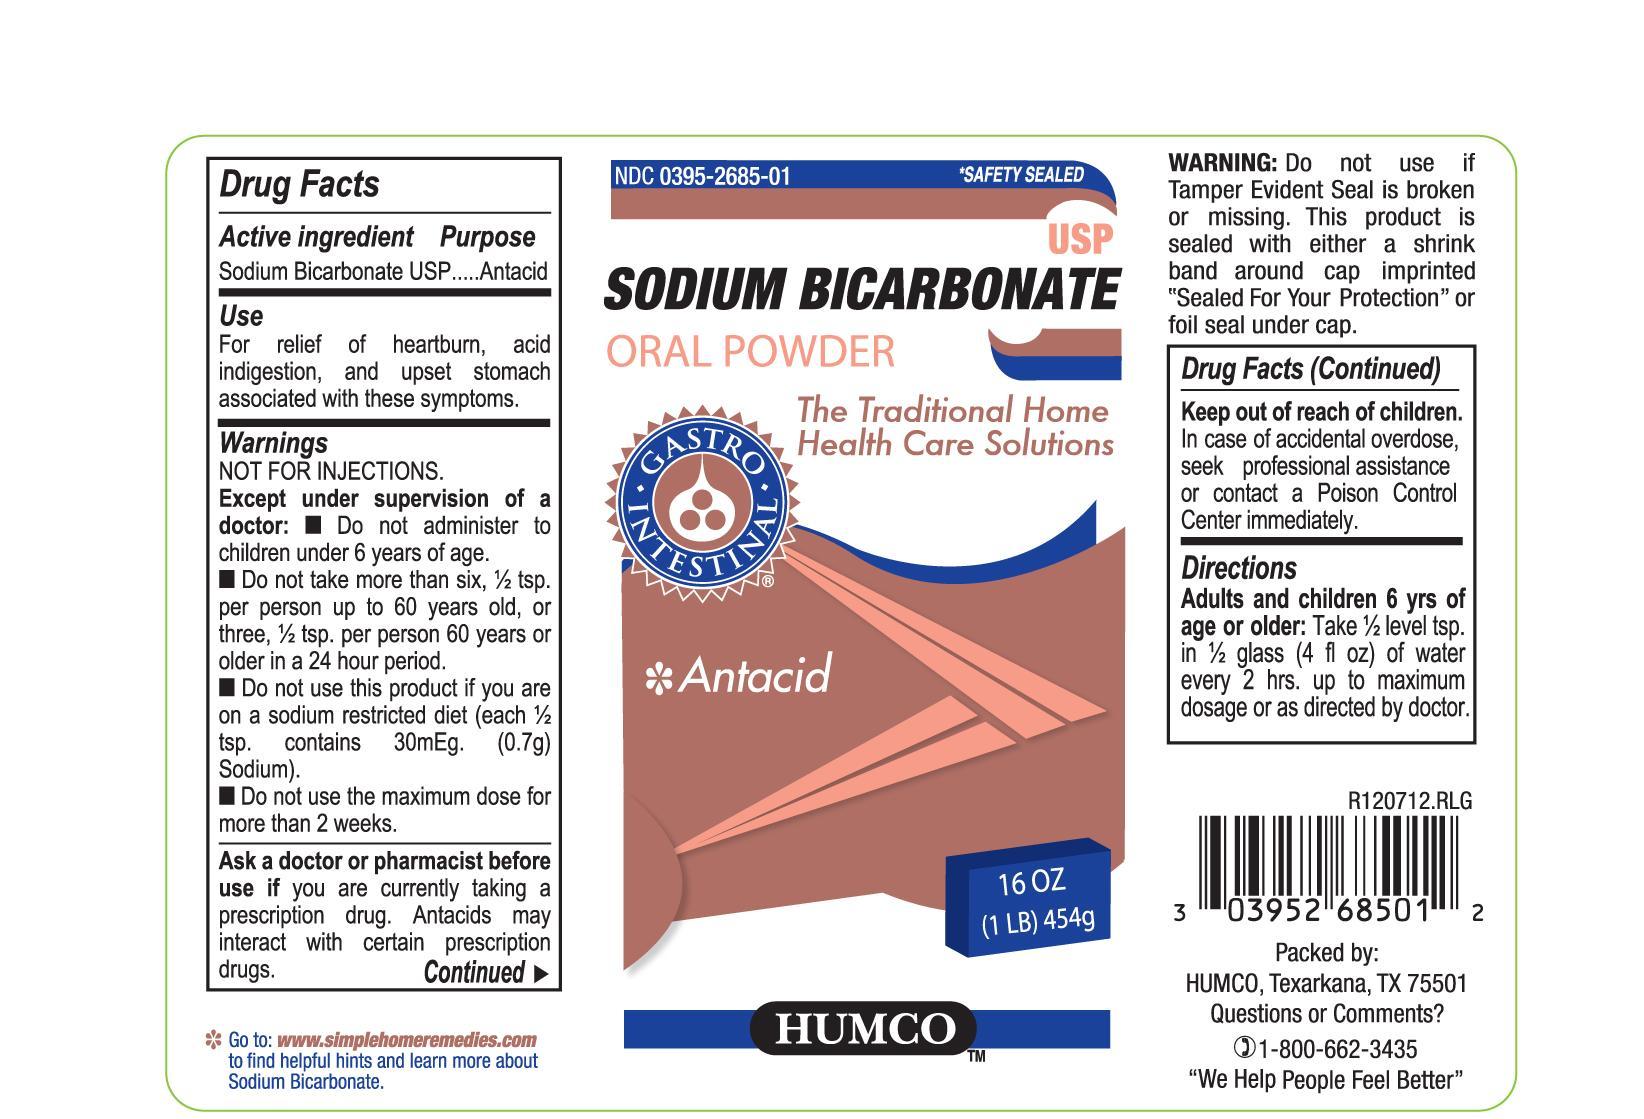 Drug Facts
Active ingredient Purpose
Sodium Bicarbonate USP.....Antacid
Use
For relief of heartburn, acid
indigestion, and upset stomach
associated with these symptoms.
Warnings
NOT FOR INJECTIONS.
Except under supervision of a
doctor: ■ Do not administer to
children under 6 years of age.
■ Do not take more than six, ½ tsp.
per person up to 60 years old, or
three, ½ tsp. per person 60 years or
older in a 24 hour period.
■ Do not use this product if you are
on a sodium restricted diet (each ½
tsp. contains 30mEg. (0.7g)
Sodium).
■ Do not use the maximum dose for
more than 2 weeks.
Ask a doctor or pharmacist before
use if you are currently taking a
prescription drug. Antacids may
interact with certain prescription
drugs. Continued ▶
✽ Go to: www.simplehomeremedies.com
to find helpful hints and learn more about
Sodium Bicarbonate.
NDC 0395-2685-01 *SAFETY SEALED
USP
SODIUM BICARBONATE
ORAL POWDER
The Traditional Home
Health Care Solutions
· GASTRO ·
INTESTINAL
®
✽ Antacid
16 OZ
(1 LB) 454g
HUMCO
TM
WARNING: Do not use if
Tamper Evident Seal is broken
or missing. This product is
sealed with either a shrink
band around cap imprinted
"Sealed For Your Protection" or
foil seal under cap.
Drug Facts (Continued)
Keep out of reach of children.
In case of accidental overdose,
seek professional assistance
or contact a Poison Control
Center immediately.
Directions
Adults and children 6 yrs of
age or older: Take ½ level tsp.
in ½ glass (4 fl oz) of water
every 2 hrs. up to maximum
dosage or as directed by doctor.
R120712.RLG
3 03952 68501 2
Packed by:
HUMCO, Texarkana, TX 75501
Questions or Comments?
✆1-800-662-3435
"We Help People Feel Better"